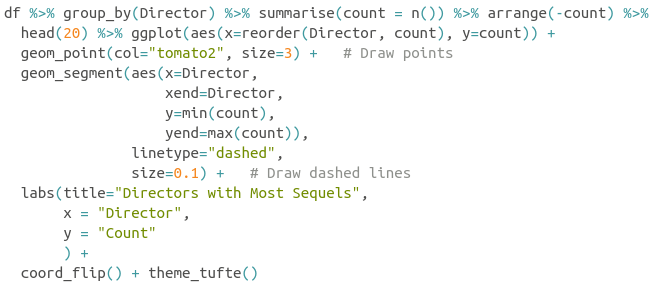 df %>% group_by(Director) %>% summarise(count = n()) %>% arrange(-count) %>%
  head(20) %>% ggplot(aes(x=reorder(Director, count), y=count)) +
  geom_point(col="tomato2", size=3) +   # Draw points
  geom_segment(aes(x=Director,
                   xend=Director,
                   y=min(count),
                   yend=max(count)),
               linetype="dashed",
               size=0.1) +   # Draw dashed lines
  labs(title="Directors with Most Sequels",
       x = "Director",
       y = "Count"
       ) +
  coord_flip() + theme_tufte()